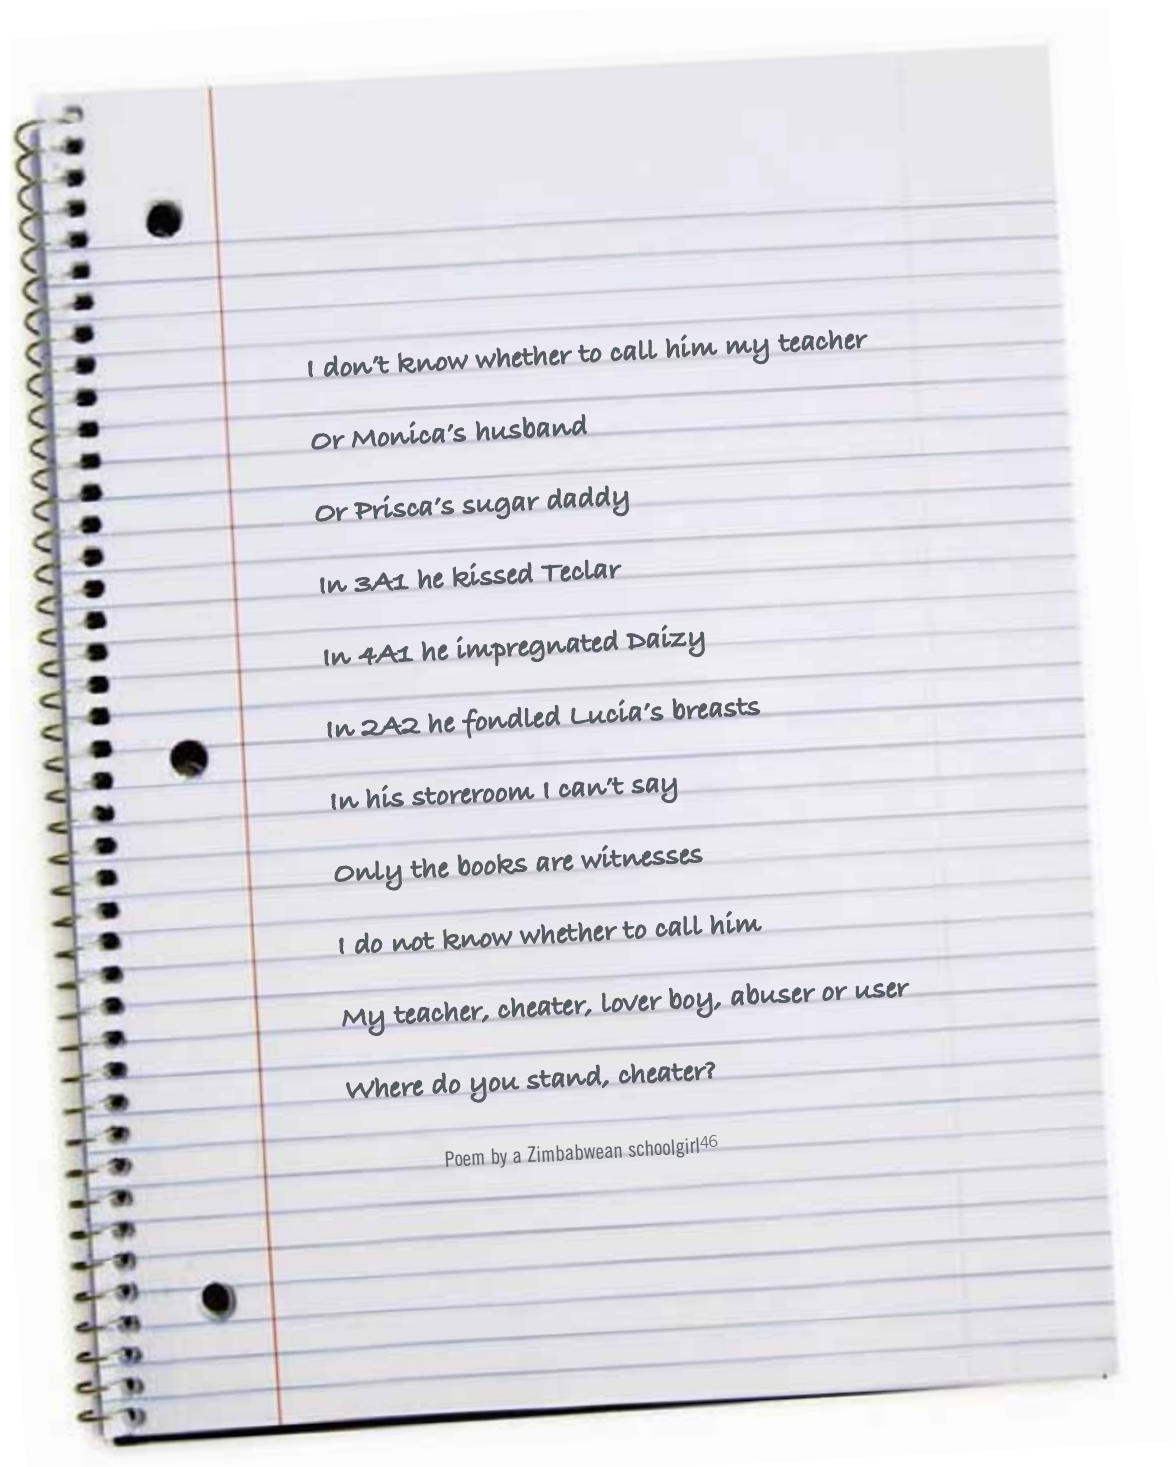 I don't know whether to call him my teacher
Or Monica's husband
Or Prisca's sugar daddy
In 3A1 he kissed Teclar
In 4A1 he impregnated Daizy
In 2A2 he fondled Lucia's breasts
In his storeroom I can't say
Only the books are witnesses
I do not know whether to call him
My teacher, cheater, lover boy, abuser or user
Where do you stand, cheater?
Poem by a Zimbabwean schoolgirl46